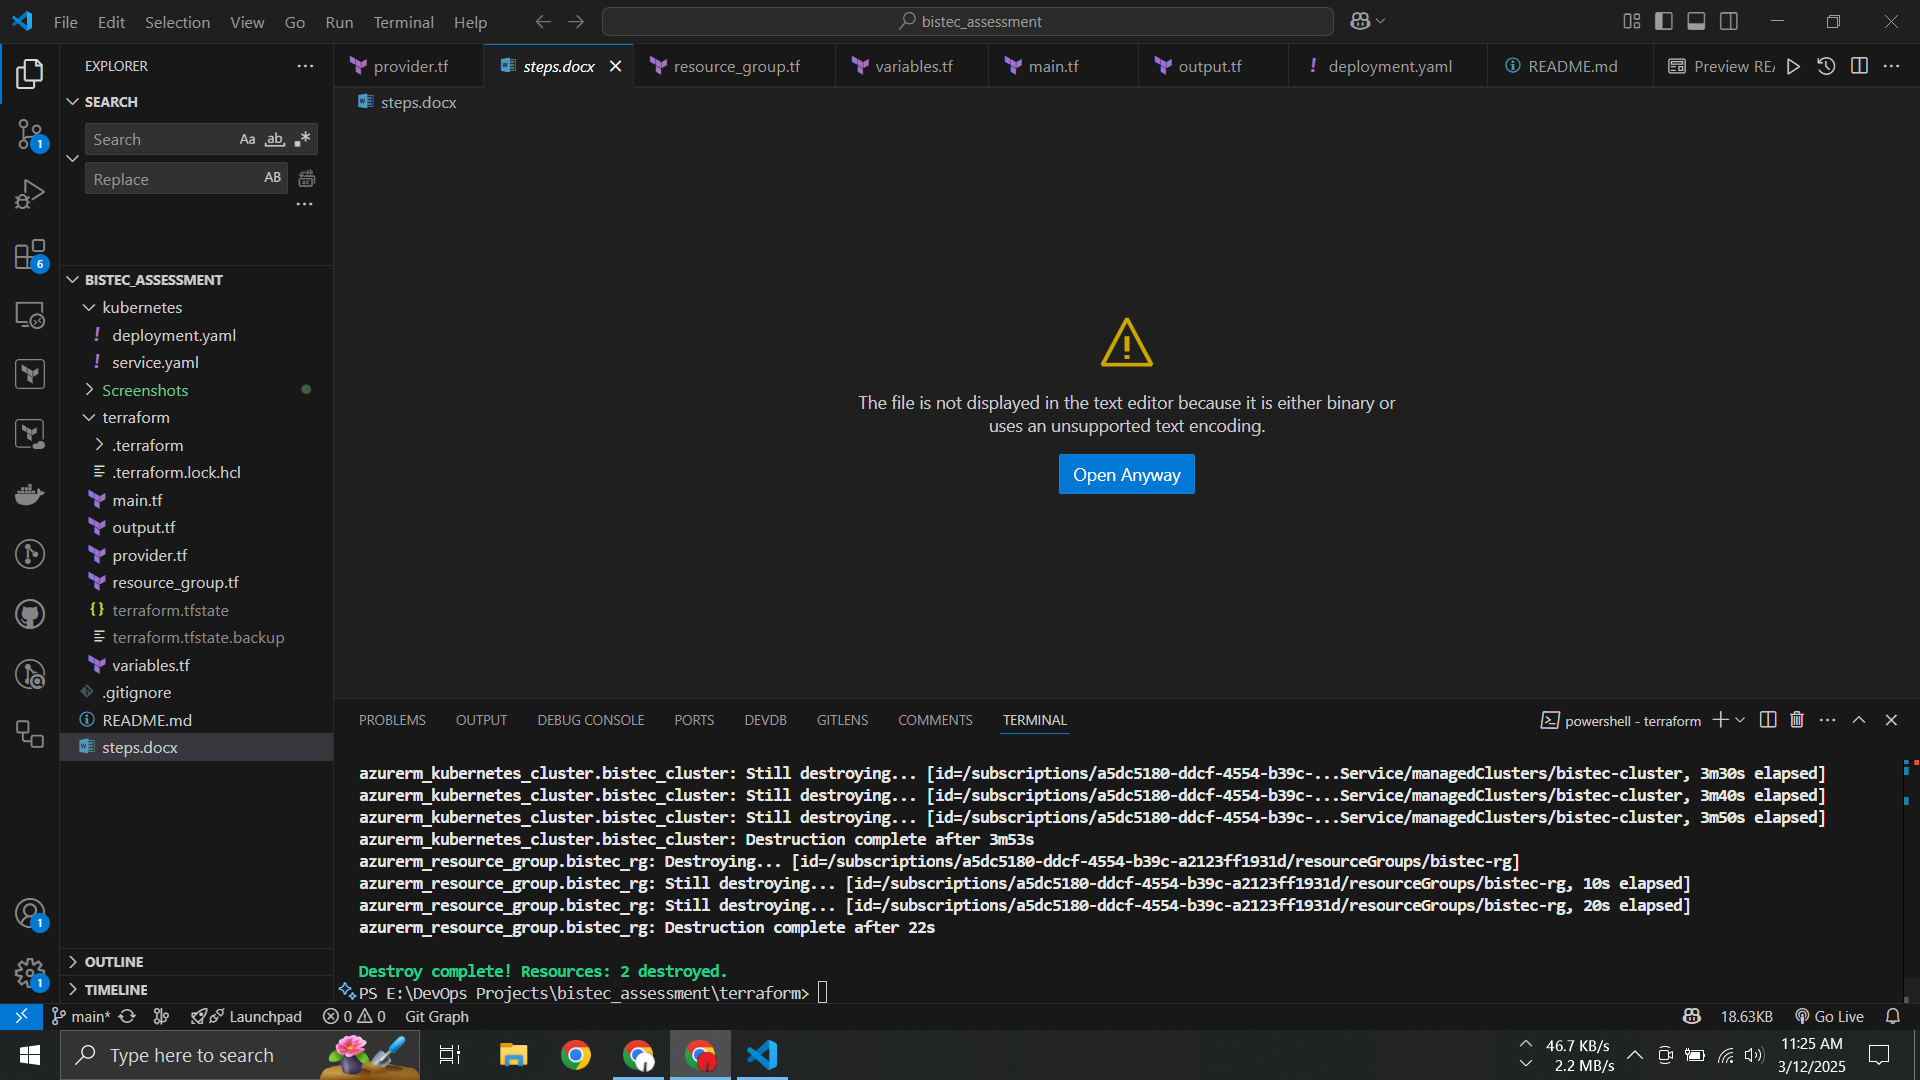 File Edit Selection View Go Run Terminal Help
bistec_assessment
EXPLORER
SEARCH
Search
Aa ab
Replace
AB
BISTEC_ASSESSMENT
kubernetes
deployment.yaml
service.yaml
Screenshots
terraform
.terraform
.terraform.lock.hcl
main.tf
output.tf
provider.tf
resource_group.tf
terraform.tfstate
terraform.tfstate.backup
variables.tf
.gitignore
README.md
steps.docx
OUTLINE
TIMELINE
1
6
1
1
provider.tf steps.docx resource_group.tf variables.tf main.tf output.tf deployment.yaml README.md Preview RE
steps.docx
The file is not displayed in the text editor because it is either binary or
uses an unsupported text encoding.
Open Anyway
PROBLEMS OUTPUT DEBUG CONSOLE PORTS DEVDB GITLENS COMMENTS TERMINAL
powershell - terraform
azurerm_kubernetes_cluster.bistec_cluster: Still destroying... [id=/subscriptions/a5dc5180-ddcf-4554-b39c-...Service/managedClusters/bistec-cluster, 3m30s elapsed]
azurerm_kubernetes_cluster.bistec_cluster: Still destroying... [id=/subscriptions/a5dc5180-ddcf-4554-b39c-...Service/managedClusters/bistec-cluster, 3m40s elapsed]
azurerm_kubernetes_cluster.bistec_cluster: Still destroying... [id=/subscriptions/a5dc5180-ddcf-4554-b39c-...Service/managedClusters/bistec-cluster, 3m50s elapsed]
azurerm_kubernetes_cluster.bistec_cluster: Destruction complete after 3m53s
azurerm_resource_group.bistec_rg: Destroying... [id=/subscriptions/a5dc5180-ddcf-4554-b39c-a2123ff1931d/resourceGroups/bistec-rg]
azurerm_resource_group.bistec_rg: Still destroying... [id=/subscriptions/a5dc5180-ddcf-4554-b39c-a2123ff1931d/resourceGroups/bistec-rg, 10s elapsed]
azurerm_resource_group.bistec_rg: Still destroying... [id=/subscriptions/a5dc5180-ddcf-4554-b39c-a2123ff1931d/resourceGroups/bistec-rg, 20s elapsed]
azurerm_resource_group.bistec_rg: Destruction complete after 22s
Destroy complete! Resources: 2 destroyed.
PS E:\DevOps Projects\bistec_assessment\terraform>
main* Launchpad 0 0 Git Graph 18.63KB Go Live
Type here to search
46.7 KB/s
2.2 MB/s
11:25 AM
3/12/2025